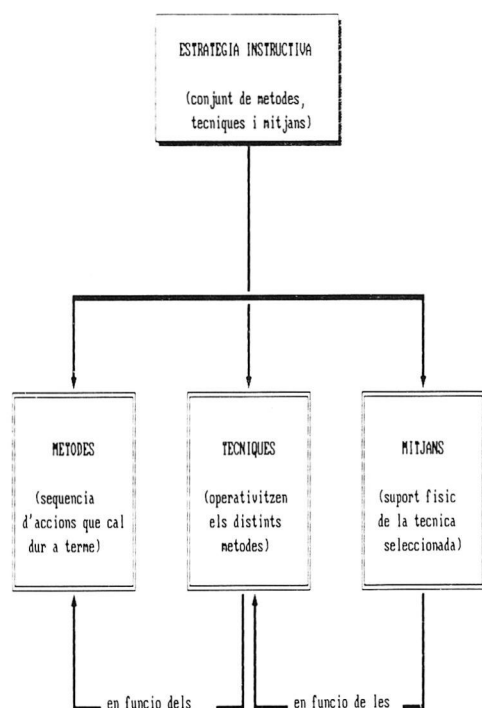 ESTRATEGIA INSTRUCTIVA
(conjunt de metodes,
tecniques i mitjans)
METODES
(sequencia
d'accions que cal
dur a terme)
TECNIQUES
(operativitzen
els distints
metodes)
MITJANS
(suport fisic
de la tecnica
seleccionada)
en funcio dels
en funcio de les